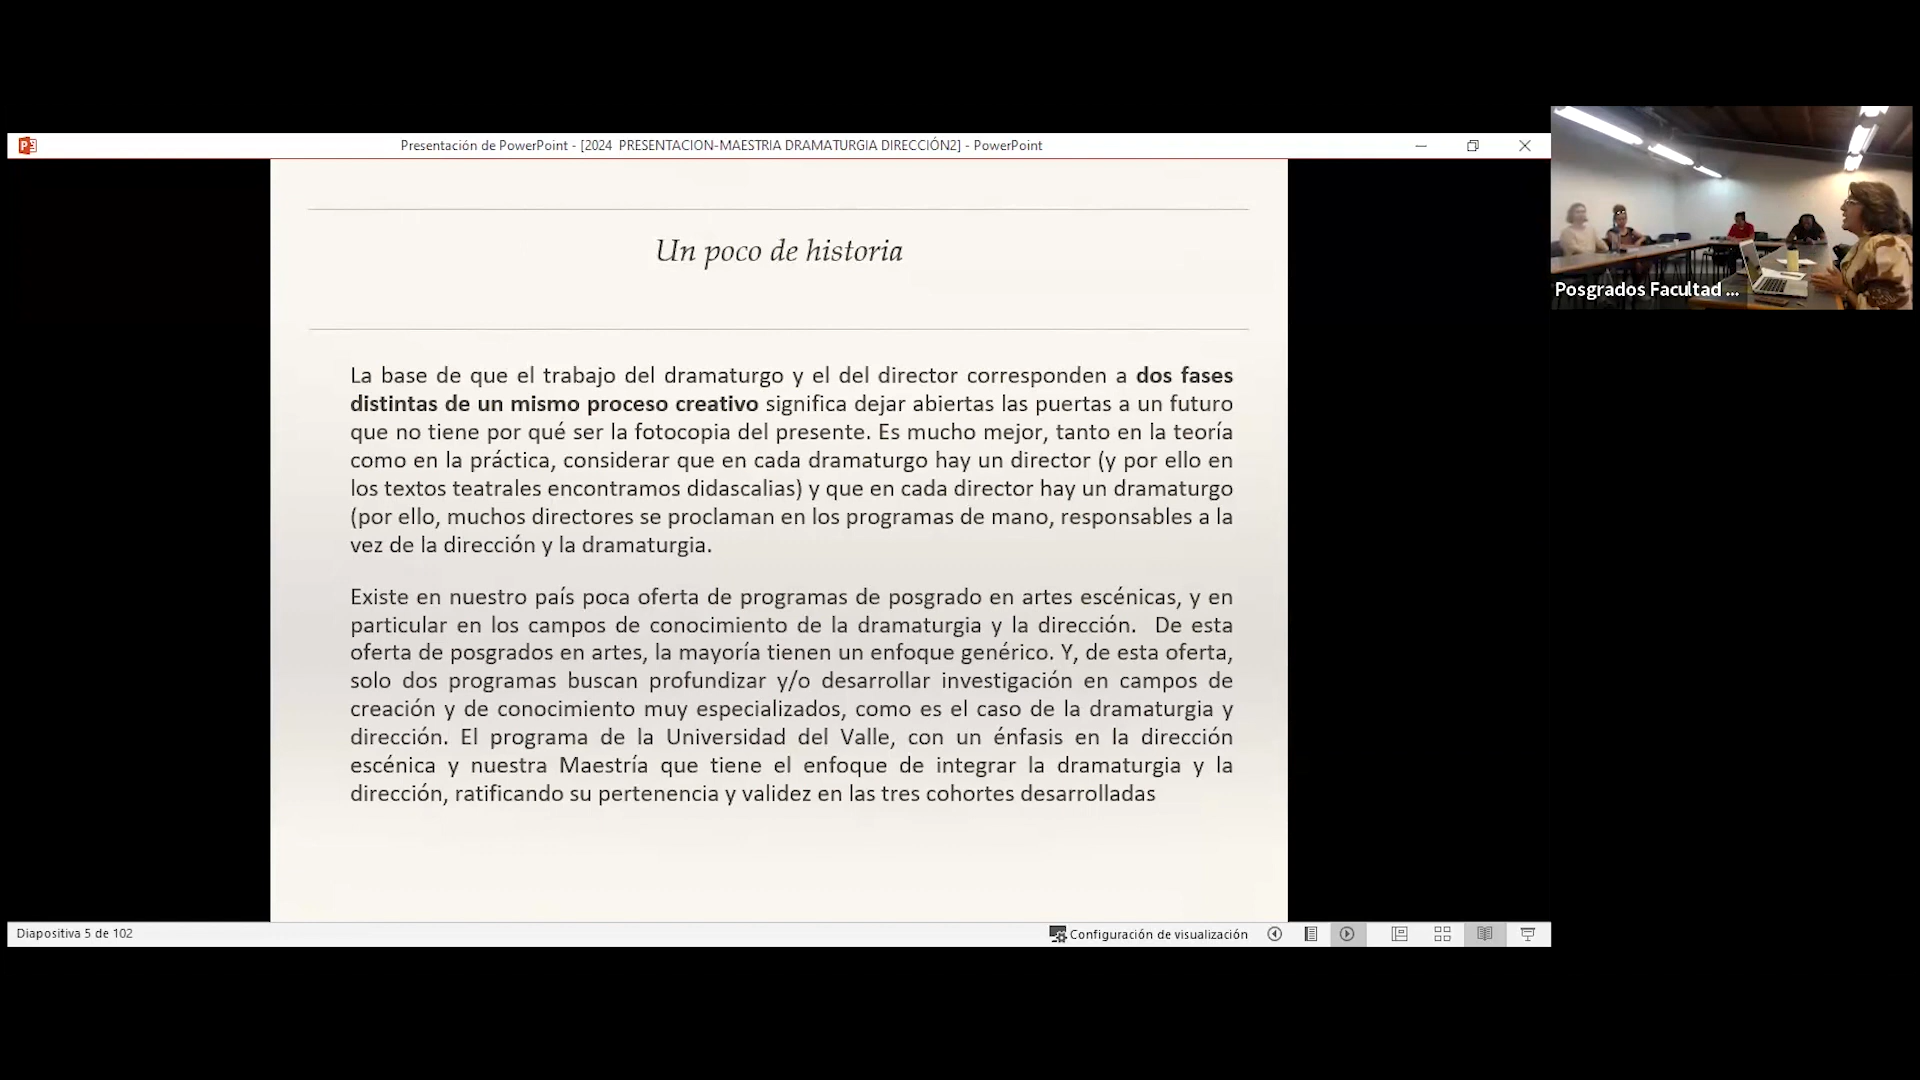 Presentación de PowerPoint - [2024 PRESENTACION-MAESTRIA DRAMATURGIA DIRECCIÓN2] - PowerPoint
Un poco de historia
La base de que el trabajo del dramaturgo y el del director corresponden a dos fases
distintas de un mismo proceso creativo significa dejar abiertas las puertas a un futuro
que no tiene por qué ser la fotocopia del presente. Es mucho mejor, tanto en la teoría
como en la práctica, considerar que en cada dramaturgo hay un director (y por ello en
los textos teatrales encontramos didascalias) y que en cada director hay un dramaturgo
(por ello, muchos directores se proclaman en los programas de mano, responsables a la
vez de la dirección y la dramaturgia.
Existe en nuestro país poca oferta de programas de posgrado en artes escénicas, y en
particular en los campos de conocimiento de la dramaturgia y la dirección. De esta
oferta de posgrados en artes, la mayoría tienen un enfoque genérico. Y, de esta oferta,
solo dos programas buscan profundizar y/o desarrollar investigación en campos de
creación y de conocimiento muy especializados, como es el caso de la dramaturgia y
dirección. El programa de la Universidad del Valle, con un énfasis en la dirección
escénica y nuestra Maestría que tiene el enfoque de integrar la dramaturgia y la
dirección, ratificando su pertenencia y validez en las tres cohortes desarrolladas
Posgrados Facultad ...
Diapositiva 5 de 102
Configuración de visualización